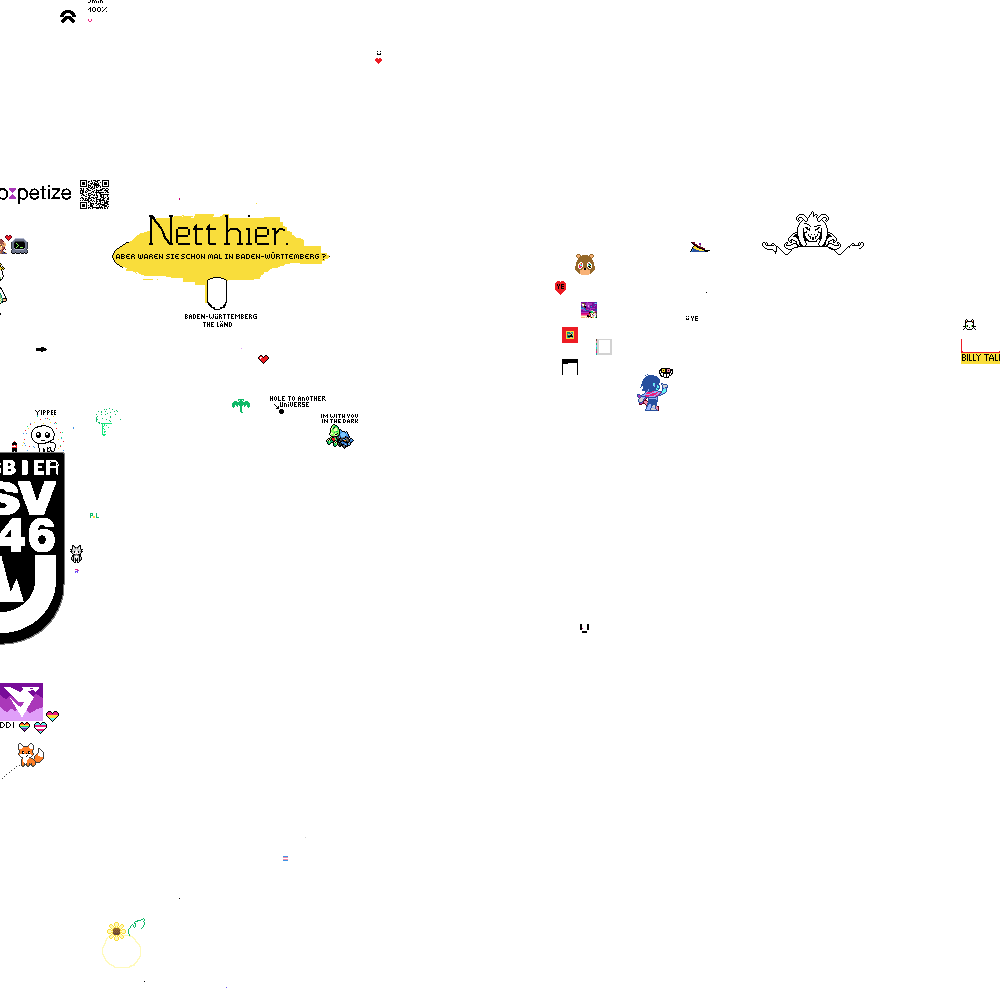 400%
petize
Nett hier.
ABER WAREN SIE SCHON MAL IN BADEN-WÜRTTEMBERG ?
BADEN-WÜRTTEMBERG
THE LÄND
YE
YE
BILLY TAL
HOLE TO ANOTHER
UNIVERSE
YIPPEE
IM WITH YOU
IN THE DARK
BIER
SV
46
DDI